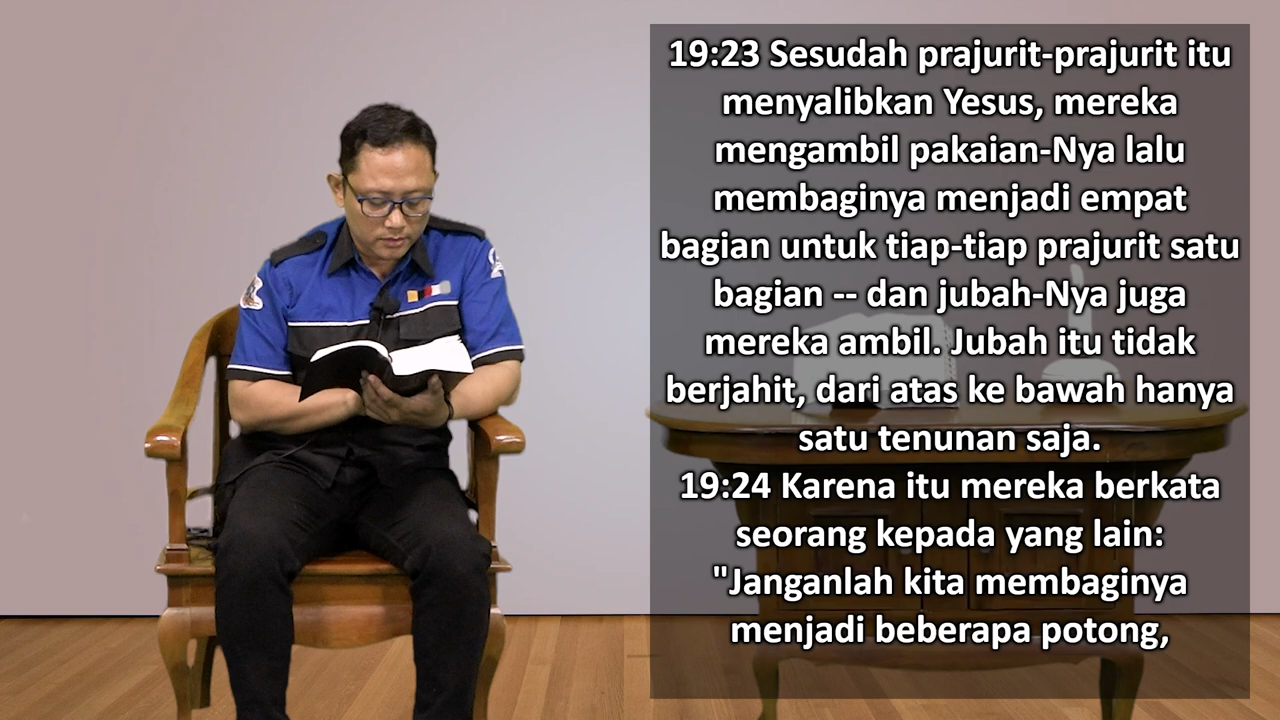 19:23 Sesudah prajurit-prajurit itu
menyalibkan Yesus, mereka
mengambil pakaian-Nya lalu
membaginya menjadi empat
bagian untuk tiap-tiap prajurit satu
bagian -- dan jubah-Nya juga
mereka ambil. Jubah itu tidak
berjahit, dari atas ke bawah hanya
satu tenunan saja.
19:24 Karena itu mereka berkata
seorang kepada yang lain:
"Janganlah kita membaginya
menjadi beberapa potong,